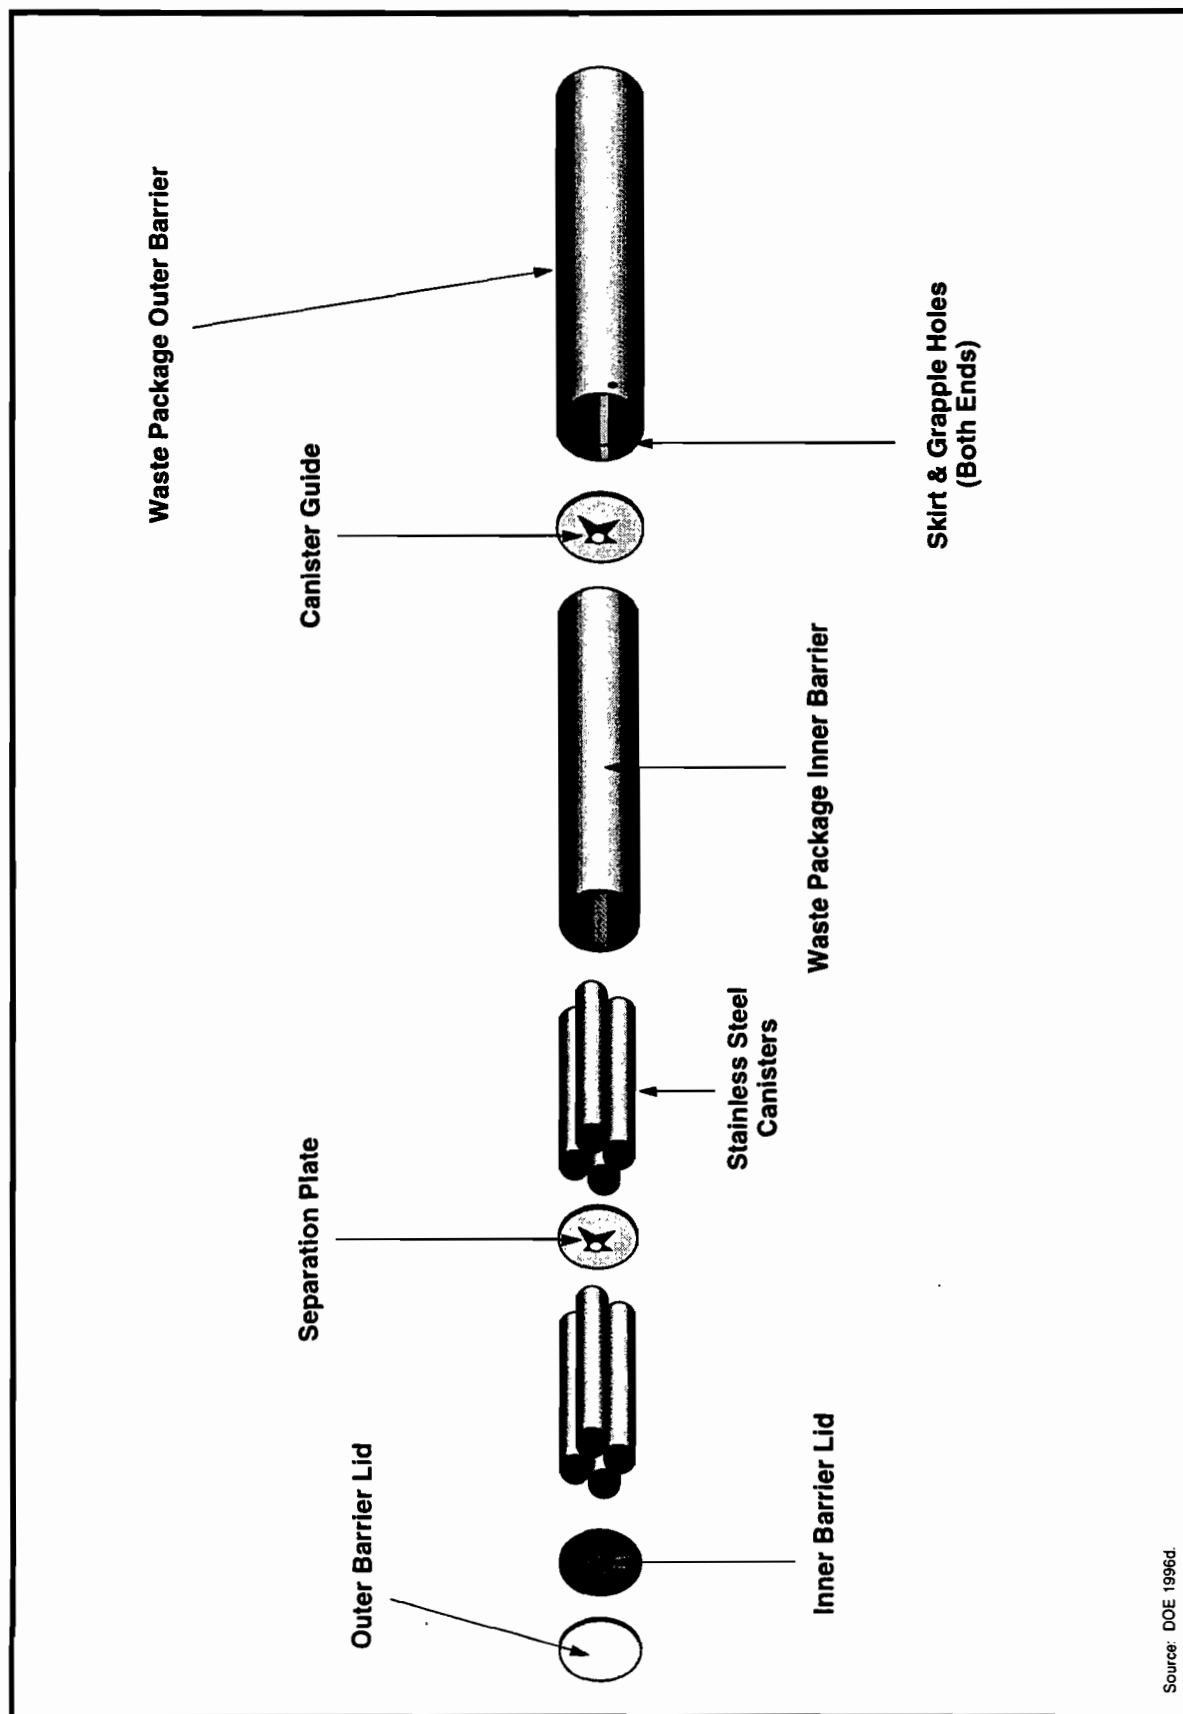 Waste Package Outer Barrier
Separation Plate
Canister Guide
Outer Barrier Lid
Stainless Steel
Canisters
Inner Barrier Lid
Waste Package Inner Barrier
Skirt & Grapple Holes
(Both Ends)
Source: DOE 1996d.